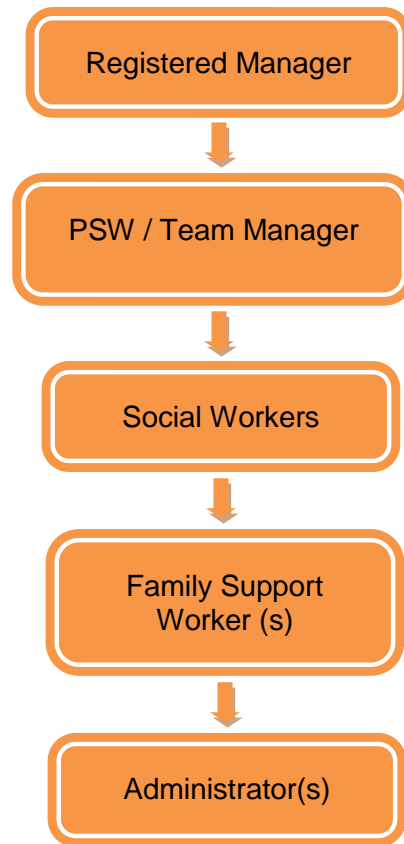 Registered Manager
PSW / Team Manager
Social Workers
Family Support
Worker (s)
Administrator(s)